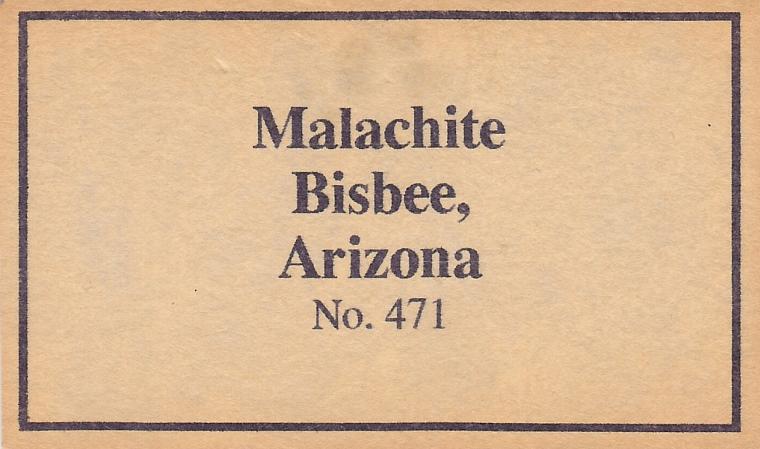 Malachite
Bisbee,
Arizona
No. 471